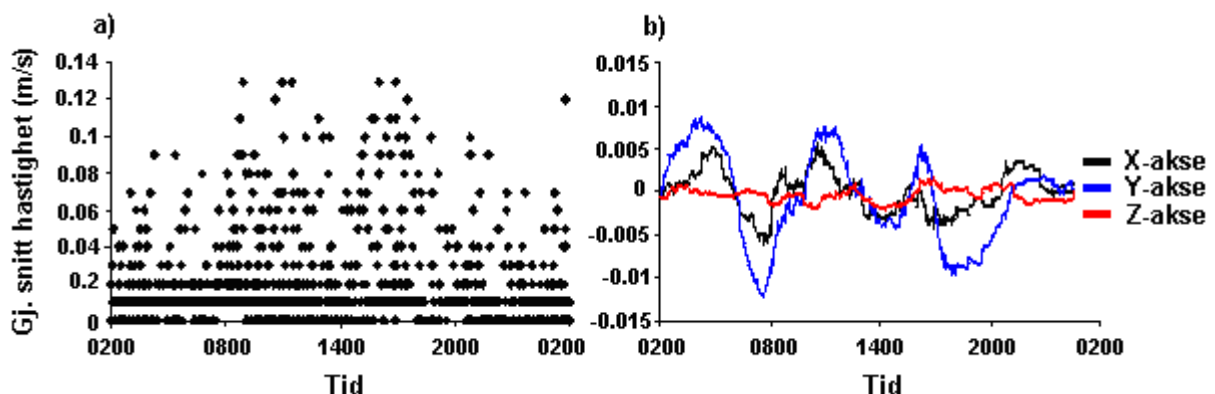 a)
Gj. snitt hastighet (m/s)
0.14
0.12
0.1
0.08
0.06
0.04
0.2
0
0200 0800 1400 2000 0200
Tid
b)
0.015
0.01
0.005
0
-0.005
-0.01
-0.015
0200 0800 1400 2000 0200
Tid
X-akse
Y-akse
Z-akse